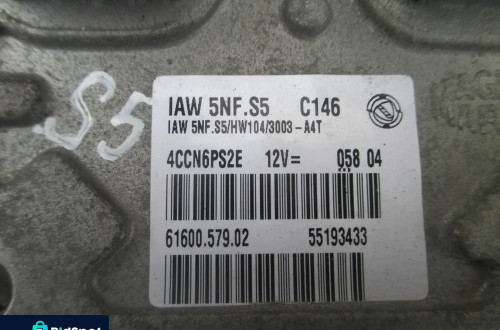 S5
IAW 5NF.S5 C146
IAW 5NF.S5/HW104/3003-A4T
4CCN6PS2E 12V= 058 04
61600.579.02 55193433
BidSpot